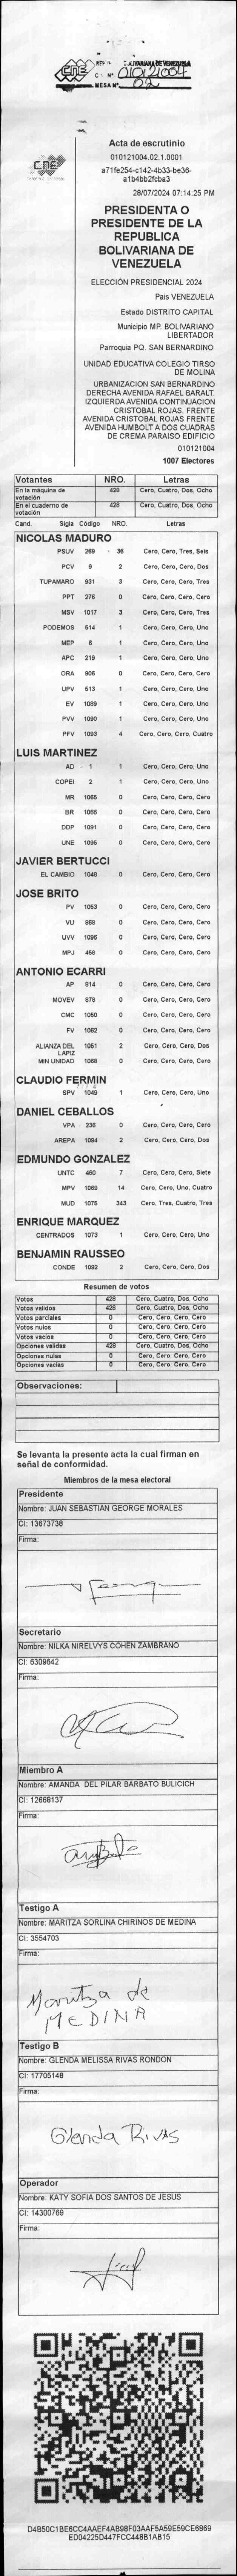 CNE
REPÚBLICA BOLIVARIANA DE VENEZUELA
010121004
MESA Nº 02
CNE
Acta de escrutinio
010121004.02.1.0001
a71fe254-c142-4b33-be36-
a1b4bb2fcba3
28/07/2024 07:14:25 PM
PRESIDENTA O
PRESIDENTE DE LA
REPUBLICA
BOLIVARIANA DE
VENEZUELA
ELECCIÓN PRESIDENCIAL 2024
País VENEZUELA
Estado DISTRITO CAPITAL
Municipio MP. BOLIVARIANO
LIBERTADOR
Parroquia PQ. SAN BERNARDINO
UNIDAD EDUCATIVA COLEGIO TIRSO
DE MOLINA
URBANIZACION SAN BERNARDINO
DERECHA AVENIDA RAFAEL BARALT.
IZQUIERDA AVENIDA CONTINUACION
CRISTOBAL ROJAS. FRENTE
AVENIDA CRISTOBAL ROJAS FRENTE
AVENIDA HUMBOLT A DOS CUADRAS
DE CREMA PARAISO EDIFICIO
010121004
1007 Electores
Votantes NRO. Letras
En la máquina de votación 428 Cero, Cuatro, Dos, Ocho
En el cuaderno de votación 428 Cero, Cuatro, Dos, Ocho
Cand. Sigla Código NRO. Letras
NICOLAS MADURO
PSUV 269 36 Cero, Cero, Tres, Seis
PCV 9 2 Cero, Cero, Cero, Dos
TUPAMARO 931 3 Cero, Cero, Cero, Tres
PPT 276 0 Cero, Cero, Cero, Cero
MSV 1017 3 Cero, Cero, Cero, Tres
PODEMOS 514 1 Cero, Cero, Cero, Uno
MEP 6 1 Cero, Cero, Cero, Uno
APC 219 1 Cero, Cero, Cero, Uno
ORA 906 0 Cero, Cero, Cero, Cero
UPV 513 1 Cero, Cero, Cero, Uno
EV 1089 1 Cero, Cero, Cero, Uno
PVV 1090 1 Cero, Cero, Cero, Uno
PFV 1093 4 Cero, Cero, Cero, Cuatro
LUIS MARTINEZ
AD 1 1 Cero, Cero, Cero, Uno
COPEI 2 1 Cero, Cero, Cero, Uno
MR 1065 0 Cero, Cero, Cero, Cero
BR 1066 0 Cero, Cero, Cero, Cero
DDP 1091 0 Cero, Cero, Cero, Cero
UNE 1095 0 Cero, Cero, Cero, Cero
JAVIER BERTUCCI
EL CAMBIO 1048 0 Cero, Cero, Cero, Cero
JOSE BRITO
PV 1053 0 Cero, Cero, Cero, Cero
VU 868 0 Cero, Cero, Cero, Cero
UVV 1096 0 Cero, Cero, Cero, Cero
MPJ 458 0 Cero, Cero, Cero, Cero
ANTONIO ECARRI
AP 814 0 Cero, Cero, Cero, Cero
MOVEV 878 0 Cero, Cero, Cero, Cero
CMC 1050 0 Cero, Cero, Cero, Cero
FV 1062 0 Cero, Cero, Cero, Cero
ALIANZA DEL LAPIZ 1051 2 Cero, Cero, Cero, Dos
MIN UNIDAD 1068 0 Cero, Cero, Cero, Cero
CLAUDIO FERMIN
SPV 1049 1 Cero, Cero, Cero, Uno
DANIEL CEBALLOS
VPA 236 0 Cero, Cero, Cero, Cero
AREPA 1094 2 Cero, Cero, Cero, Dos
EDMUNDO GONZALEZ
UNTC 460 7 Cero, Cero, Cero, Siete
MPV 1069 14 Cero, Cero, Uno, Cuatro
MUD 1075 343 Cero, Tres, Cuatro, Tres
ENRIQUE MARQUEZ
CENTRADOS 1073 1 Cero, Cero, Cero, Uno
BENJAMIN RAUSSEO
CONDE 1092 2 Cero, Cero, Cero, Dos
Resumen de votos
Votos 428 Cero, Cuatro, Dos, Ocho
Votos validos 428 Cero, Cuatro, Dos, Ocho
Votos parciales 0 Cero, Cero, Cero, Cero
Votos nulos 0 Cero, Cero, Cero, Cero
Votos vacios 0 Cero, Cero, Cero, Cero
Opciones validas 428 Cero, Cuatro, Dos, Ocho
Opciones nulas 0 Cero, Cero, Cero, Cero
Opciones vacias 0 Cero, Cero, Cero, Cero
Observaciones:
Se levanta la presente acta la cual firman en
señal de conformidad.
Miembros de la mesa electoral
Presidente
Nombre: JUAN SEBASTIAN GEORGE MORALES
CI: 13673738
Firma:
Secretario
Nombre: NILKA NIRELVYS COHEN ZAMBRANO
CI: 6309642
Firma:
Miembro A
Nombre: AMANDA DEL PILAR BARBATO BULICICH
CI: 12668137
Firma:
Testigo A
Nombre: MARITZA SORLINA CHIRINOS DE MEDINA
CI: 3554703
Firma:
Maritza de
MEDINA
Testigo B
Nombre: GLENDA MELISSA RIVAS RONDON
CI: 17705148
Firma:
Glenda Rivas
Operador
Nombre: KATY SOFIA DOS SANTOS DE JESUS
CI: 14300769
Firma:
D4B50C1BE6CC4AAEF4AB98F03AAF5A59E59CE6869
ED04225D447FCC448B1AB15